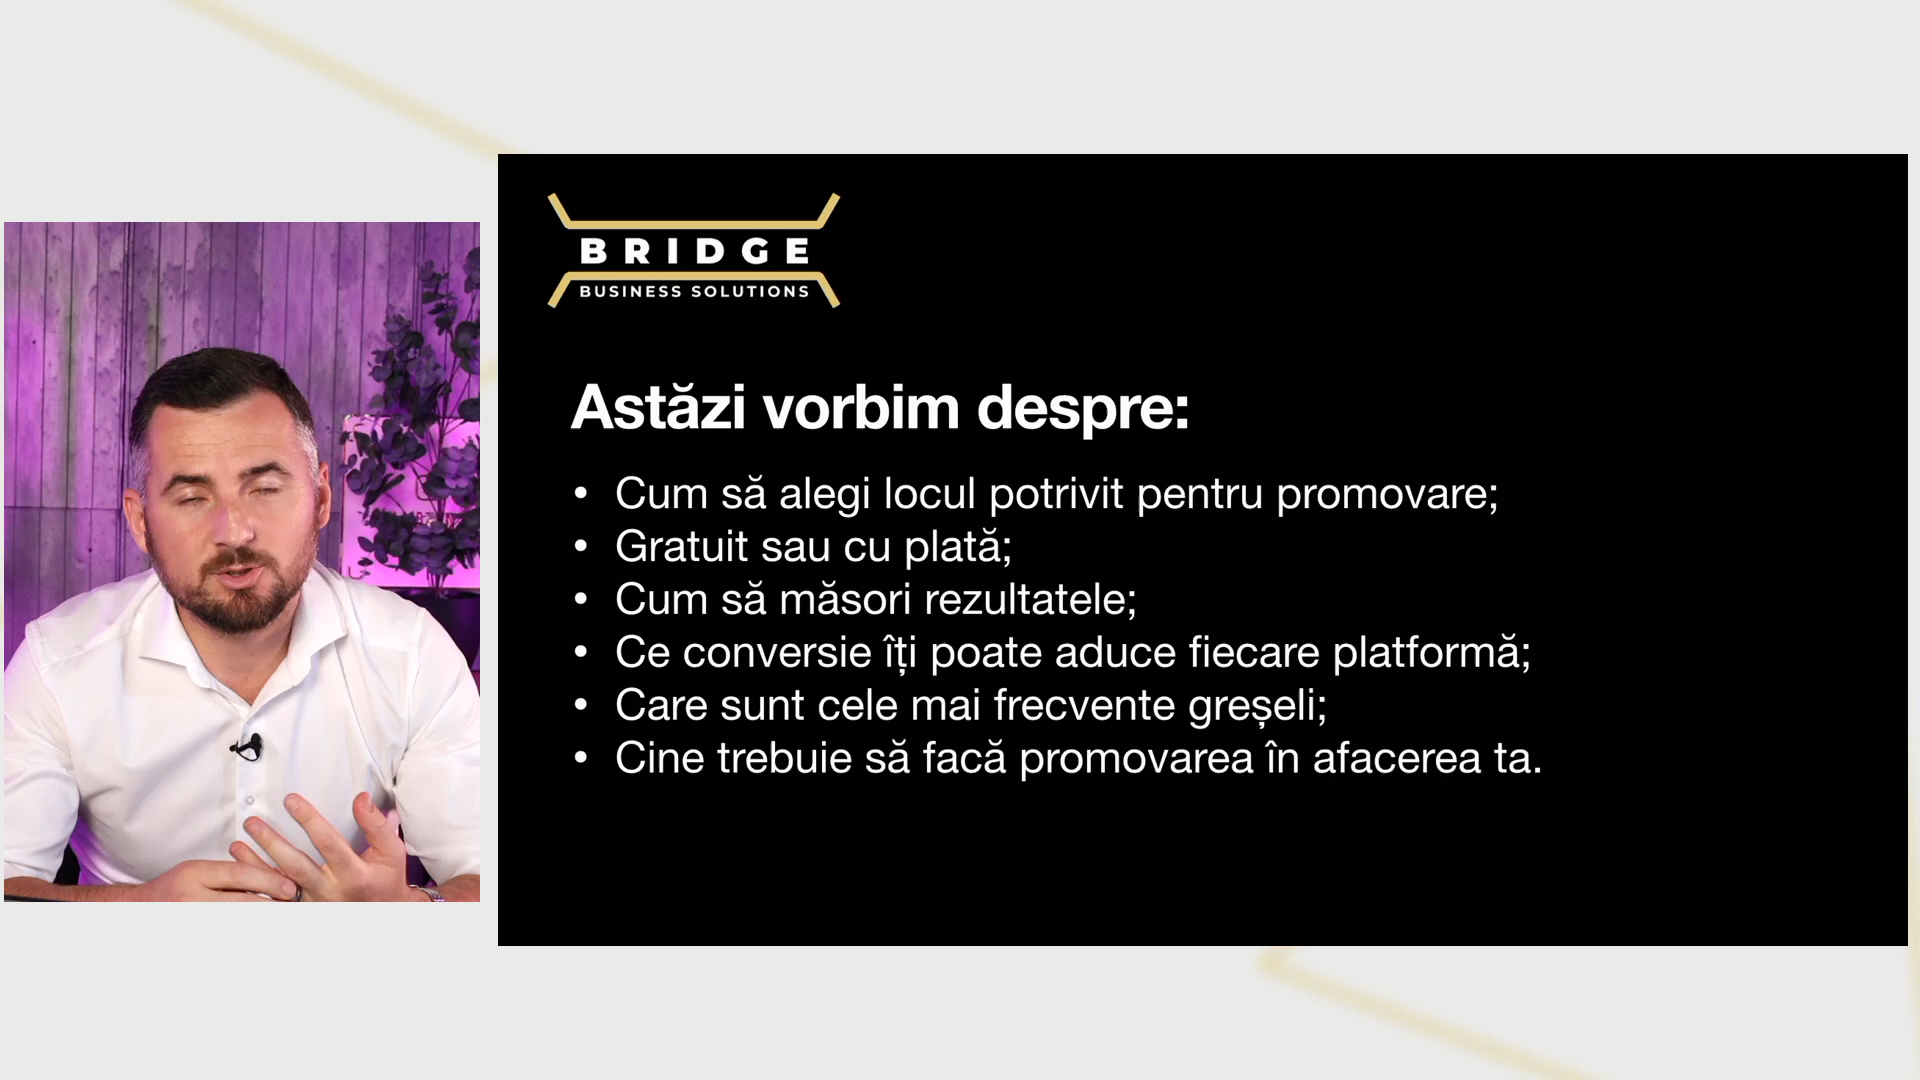 BRIDGE
BUSINESS SOLUTIONS
Astăzi vorbim despre:
• Cum să alegi locul potrivit pentru promovare;
• Gratuit sau cu plată;
• Cum să măsori rezultatele;
• Ce conversie îți poate aduce fiecare platformă;
• Care sunt cele mai frecvente greșeli;
• Cine trebuie să facă promovarea în afacerea ta.